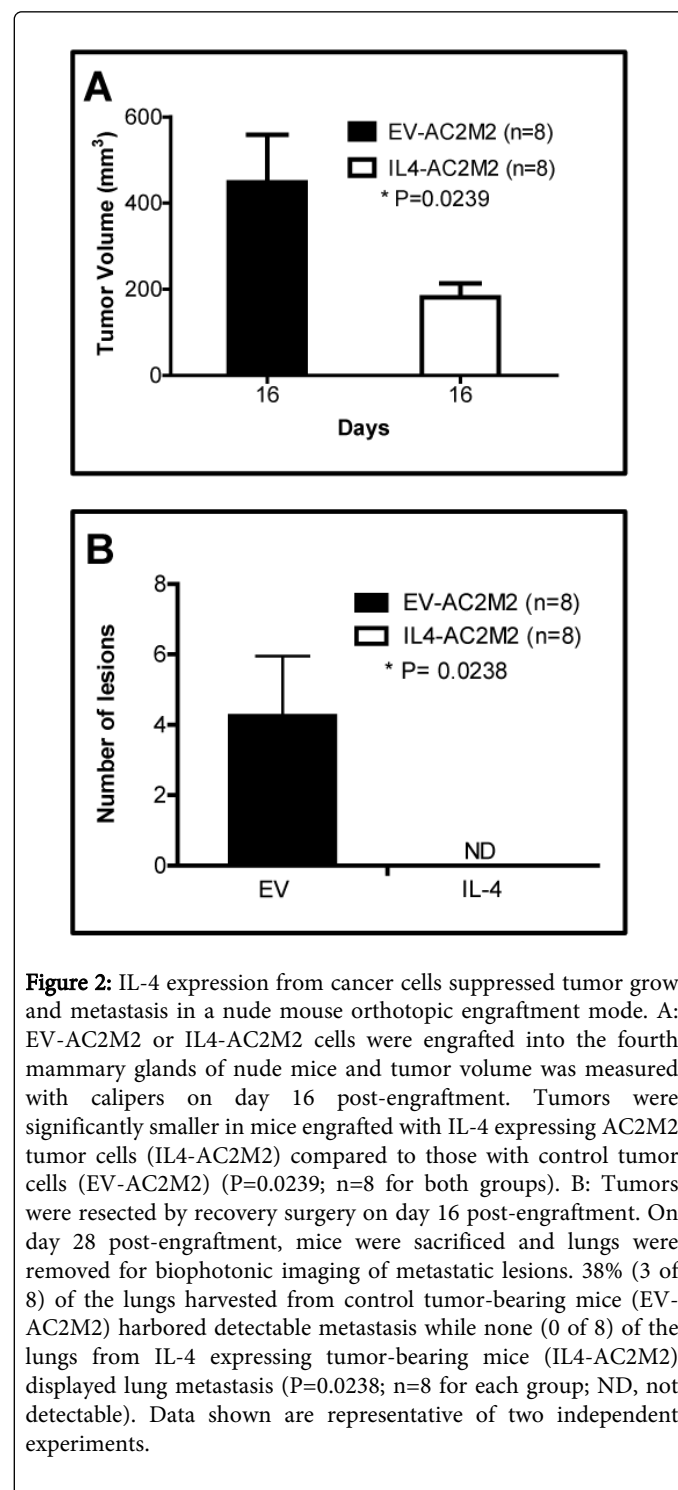 A
600
400
200
0
Tumor Volume (mm³)
EV-AC2M2 (n=8)
IL4-AC2M2 (n=8)
* P=0.0239
16
16
Days
B
8
6
4
2
0
Number of lesions
EV-AC2M2 (n=8)
IL4-AC2M2 (n=8)
* P= 0.0238
ND
EV
IL-4
Figure 2: IL-4 expression from cancer cells suppressed tumor grow
and metastasis in a nude mouse orthotopic engraftment mode. A:
EV-AC2M2 or IL4-AC2M2 cells were engrafted into the fourth
mammary glands of nude mice and tumor volume was measured
with calipers on day 16 post-engraftment. Tumors were
significantly smaller in mice engrafted with IL-4 expressing AC2M2
tumor cells (IL4-AC2M2) compared to those with control tumor
cells (EV-AC2M2) (P=0.0239; n=8 for both groups). B: Tumors
were resected by recovery surgery on day 16 post-engraftment. On
day 28 post-engraftment, mice were sacrificed and lungs were
removed for biophotonic imaging of metastatic lesions. 38% (3 of
8) of the lungs harvested from control tumor-bearing mice (EV-
AC2M2) harbored detectable metastasis while none (0 of 8) of the
lungs from IL-4 expressing tumor-bearing mice (IL4-AC2M2)
displayed lung metastasis (P=0.0238; n=8 for each group; ND, not
detectable). Data shown are representative of two independent
experiments.